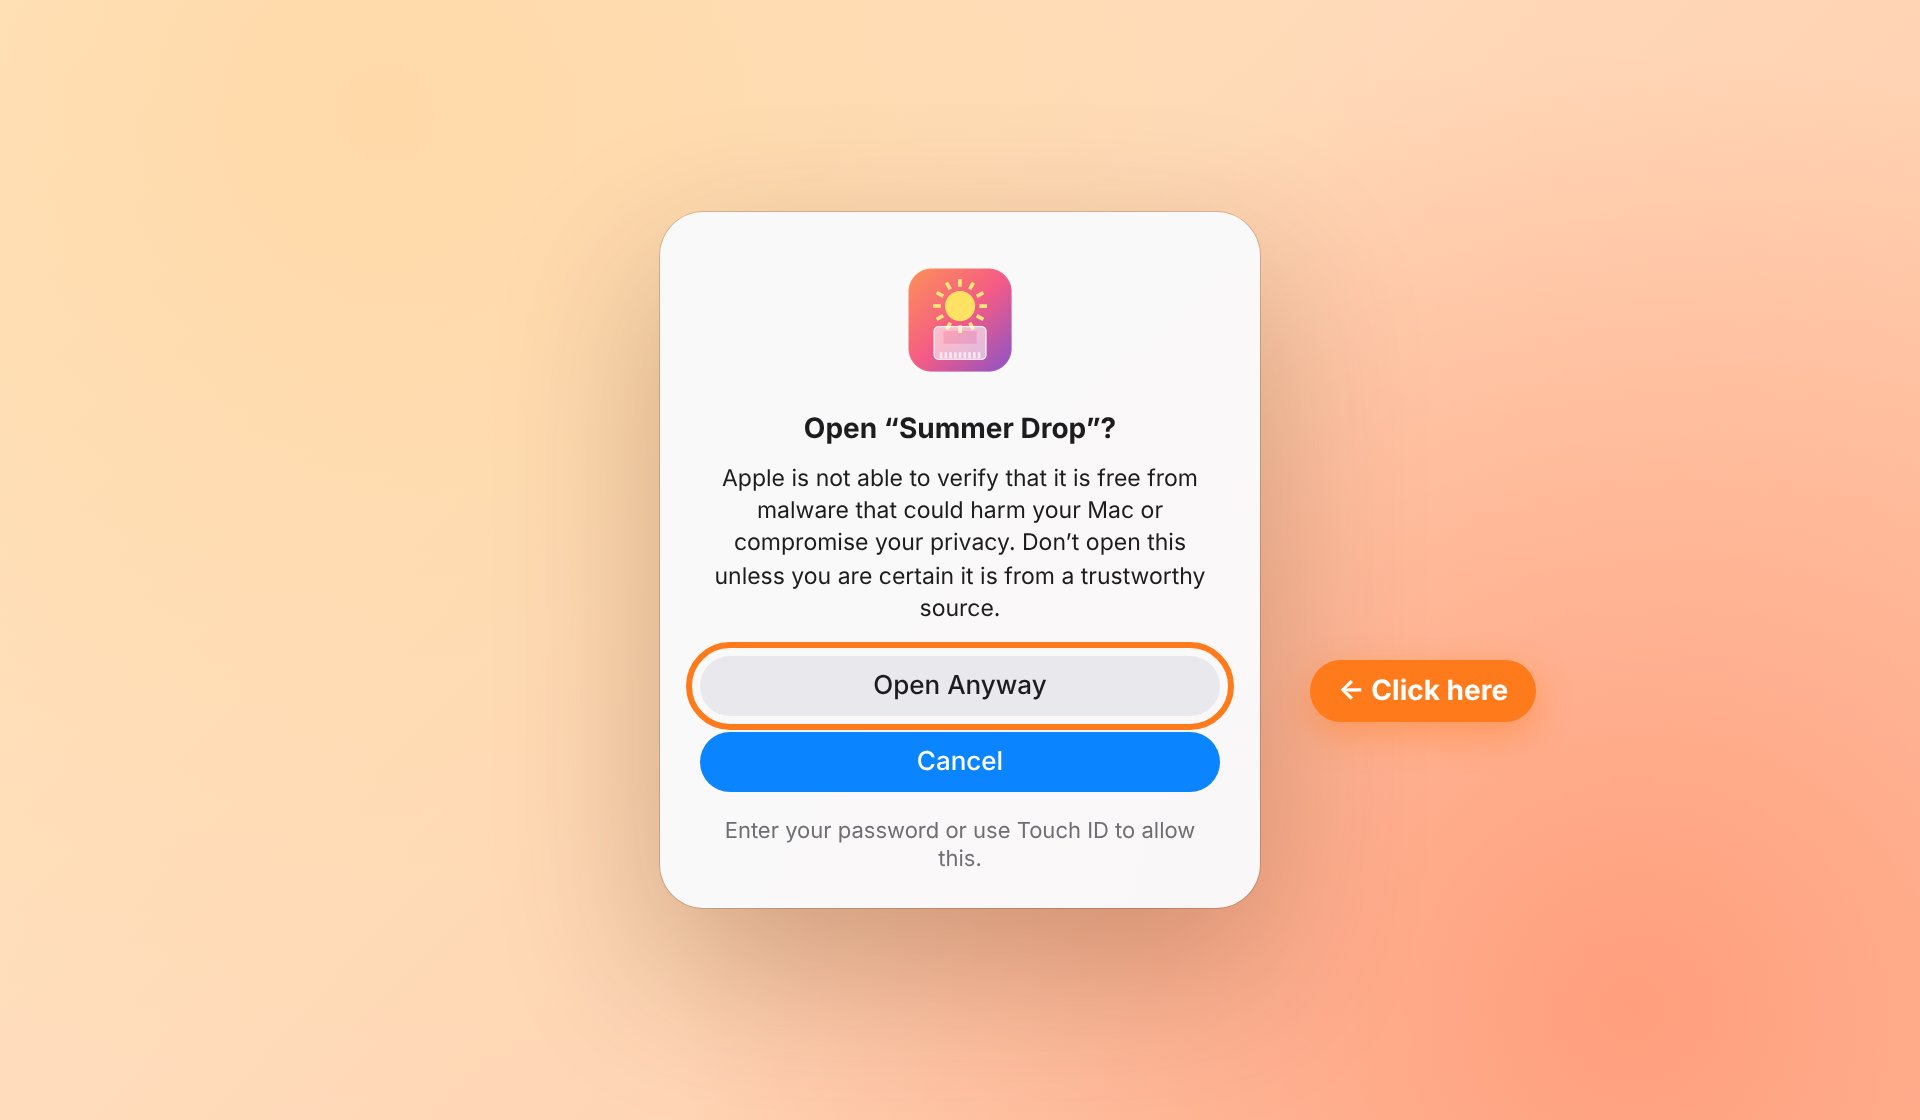 Open “Summer Drop”?
Apple is not able to verify that it is free from
malware that could harm your Mac or
compromise your privacy. Don’t open this
unless you are certain it is from a trustworthy
source.
Open Anyway
← Click here
Cancel
Enter your password or use Touch ID to allow
this.